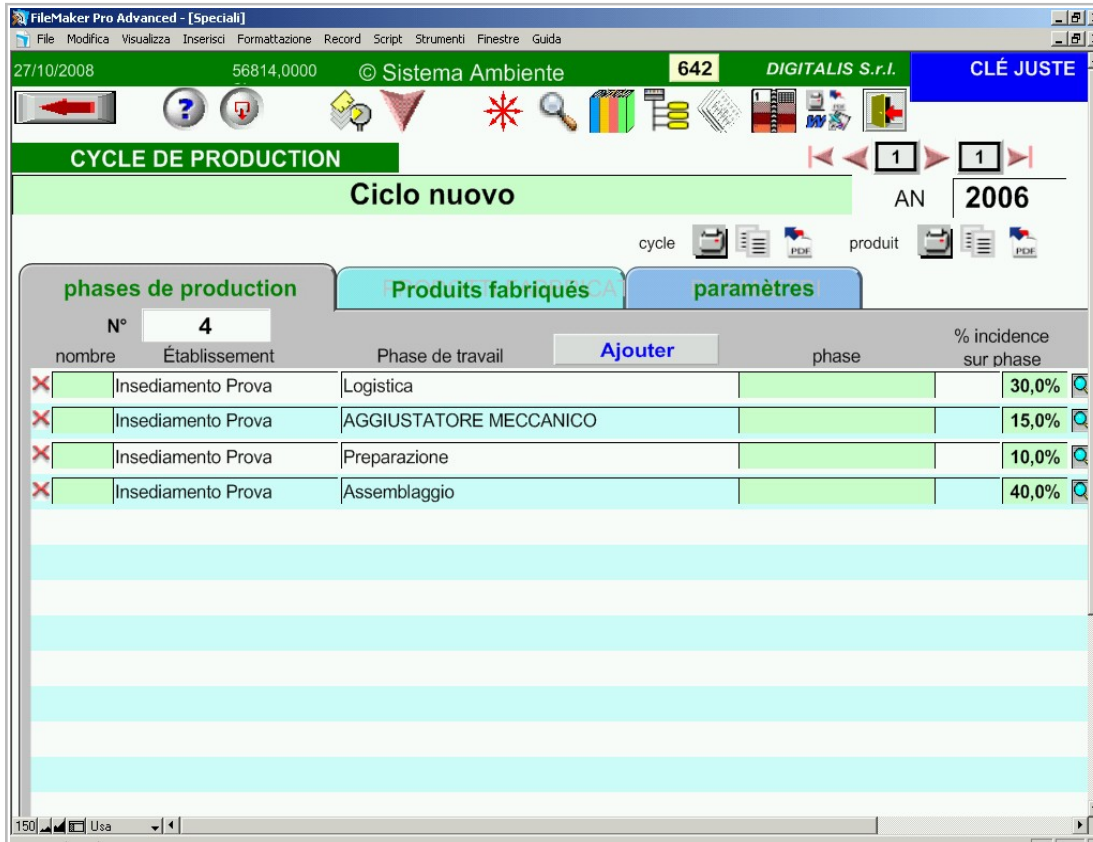 FileMaker Pro Advanced - [Speciali]
File Modifica Visualizza Inserisci Formattazione Record Script Strumenti Finestre Guida
27/10/2008 56814,0000 © Sistema Ambiente 642 DIGITALIS S.r.l. CLÉ JUSTE
CYCLE DE PRODUCTION 1 1
Ciclo nuovo AN 2006
cycle PDF produit PDF
phases de production Produits fabriqués paramètres
N° 4
nombre Établissement Phase de travail Ajouter phase % incidence sur phase
Insediamento Prova Logistica 30,0%
Insediamento Prova AGGIUSTATORE MECCANICO 15,0%
Insediamento Prova Preparazione 10,0%
Insediamento Prova Assemblaggio 40,0%
150 Usa